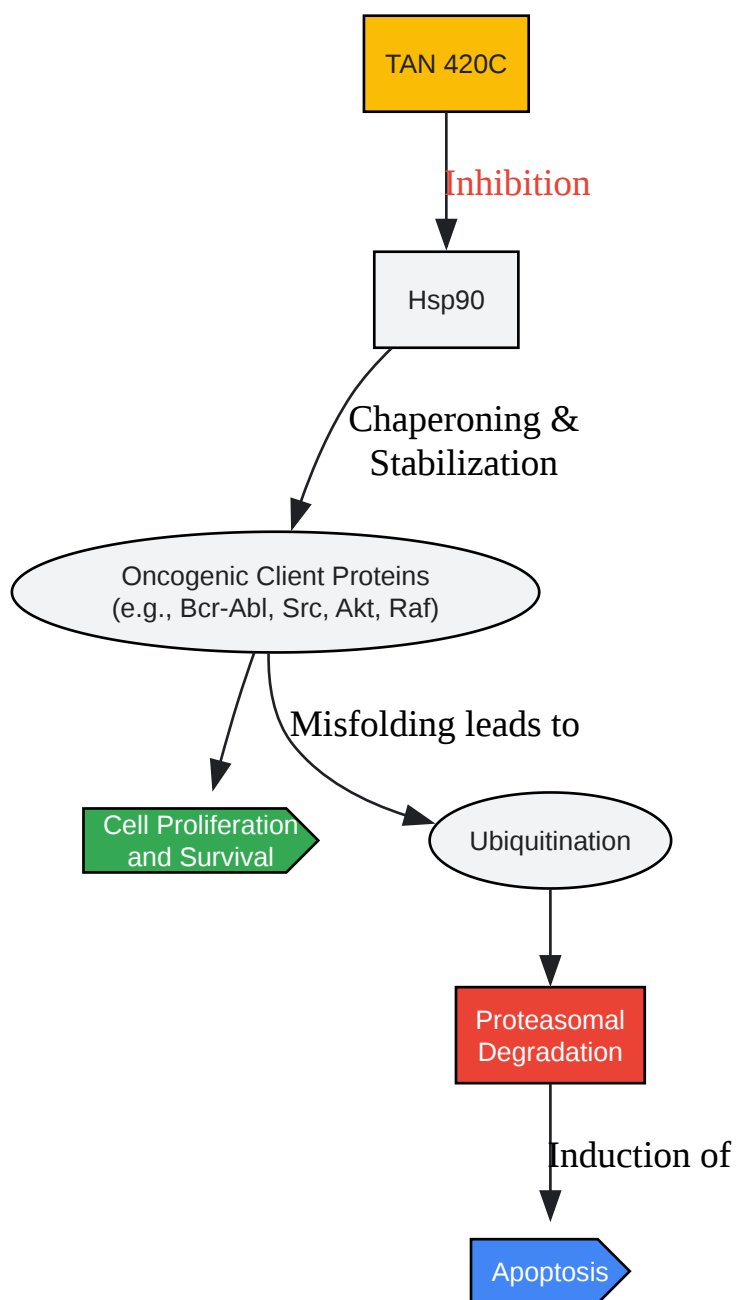 TAN 420C
Inhibition
Hsp90
Chaperoning &
Stabilization
Oncogenic Client Proteins
(e.g., Bcr-Abl, Src, Akt, Raf)
Misfolding leads to
Cell Proliferation
and Survival
Ubiquitination
Proteasomal
Degradation
Induction of
Apoptosis